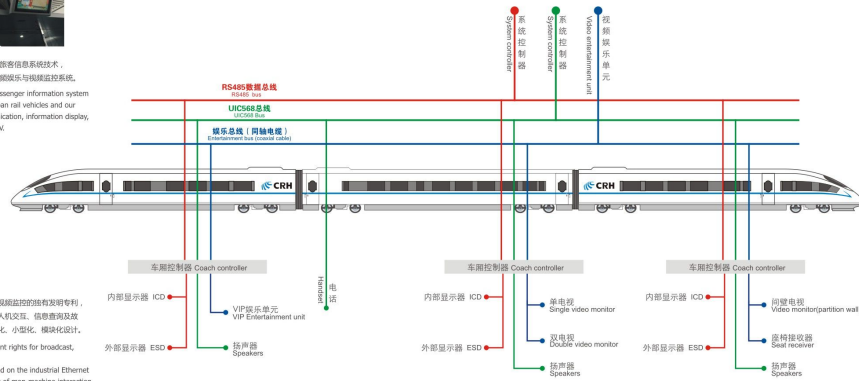 旅客信息系统技术，
频娱乐与视频监控系统。
ssenger information system
an rail vehicles and our
ication, information display,
系统控制器
System controller
系统控制器
System controller
视频娱乐单元
Video entertainment unit
RS485数据总线
RS485 bus
UIC568总线
UIC568 Bus
娱乐总线（同轴电缆）
Entertainment bus (coaxial cable)
CRH
CRH
车厢控制器 Coach controller
车厢控制器 Coach controller
车厢控制器 Coach controller
电话
Handset
内部显示器 ICD
VIP娱乐单元
VIP Entertainment unit
外部显示器 ESD
扬声器
Speakers
内部显示器 ICD
单电视
Single video monitor
外部显示器 ESD
双电视
Double video monitor
扬声器
Speakers
内部显示器 ICD
间壁电视
Video monitor(partition wall
外部显示器 ESD
座椅接收器
Seat receiver
扬声器
Speakers
视频监控的独有发明专利，
人机交互、信息查询及故
化、小型化、模块化设计。
nt rights for broadcast,
d on the industrial Ethernet
s of man-machine interaction